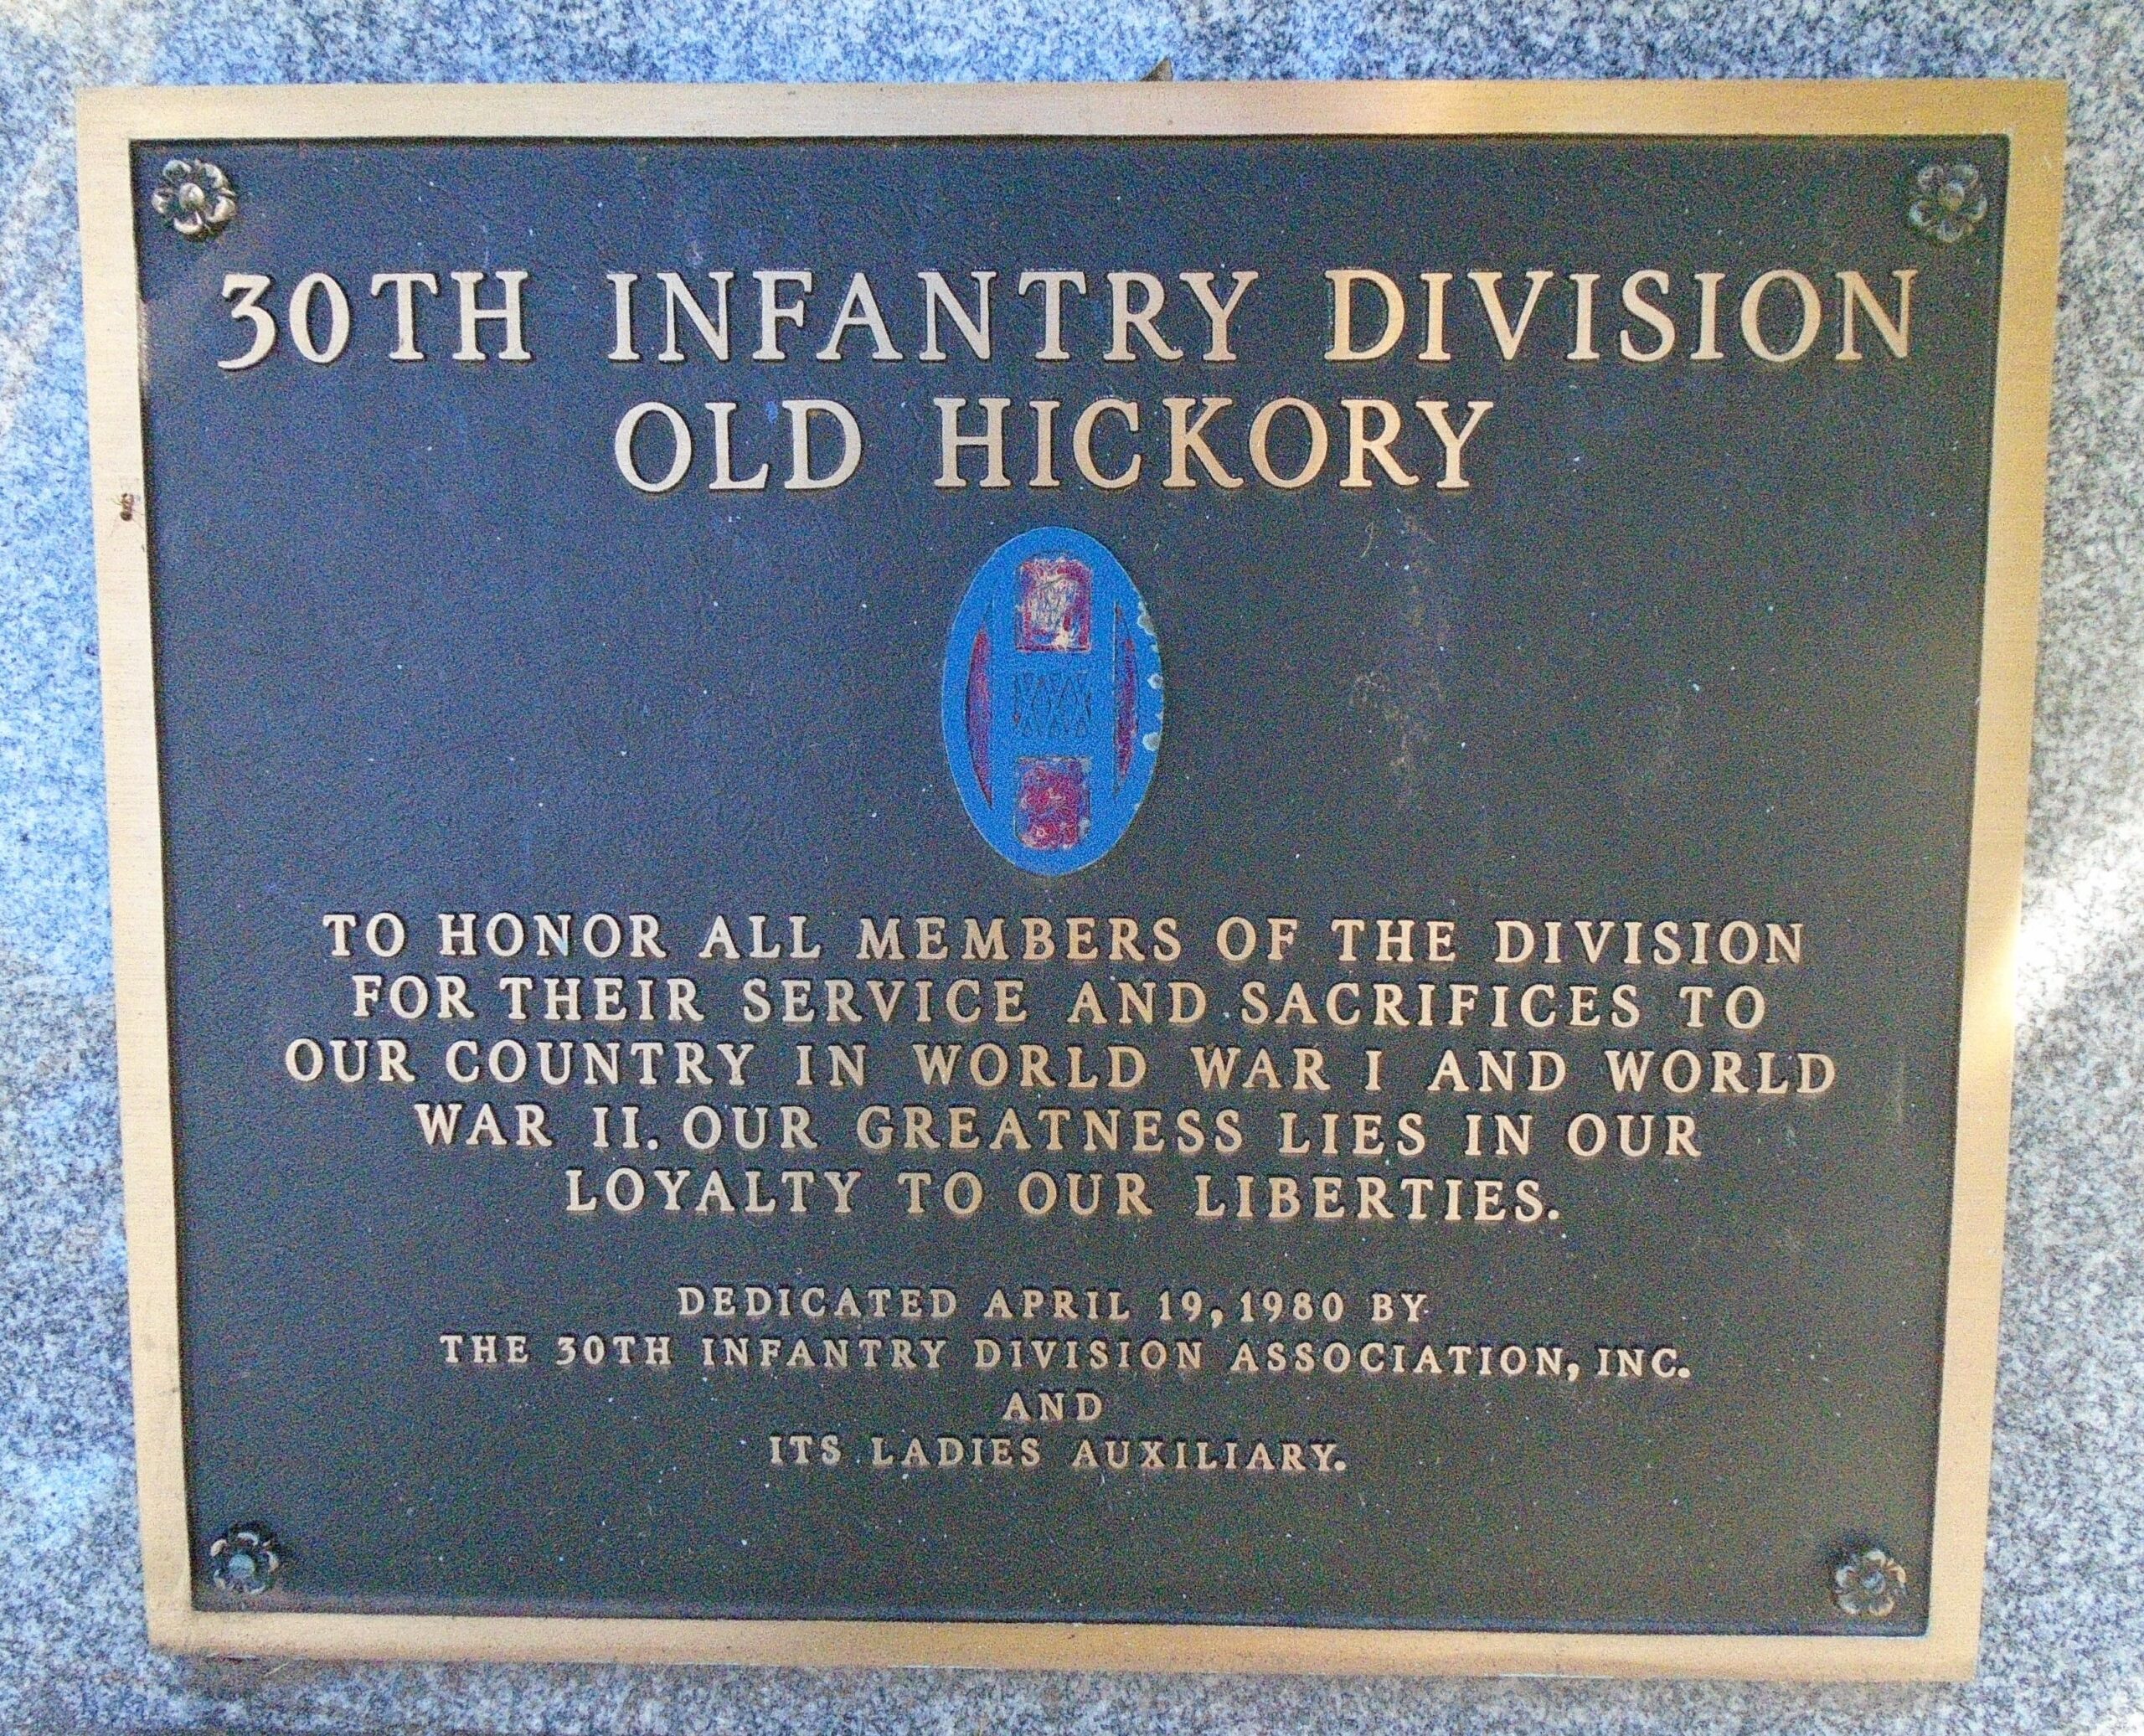 30TH INFANTRY DIVISION
OLD HICKORY
TO HONOR ALL MEMBERS OF THE DIVISION
FOR THEIR SERVICE AND SACRIFICES TO
OUR COUNTRY IN WORLD WAR I AND WORLD
WAR II. OUR GREATNESS LIES IN OUR
LOYALTY TO OUR LIBERTIES.
DEDICATED APRIL 19, 1980 BY
THE 30TH INFANTRY DIVISION ASSOCIATION, INC.
AND
ITS LADIES AUXILIARY.